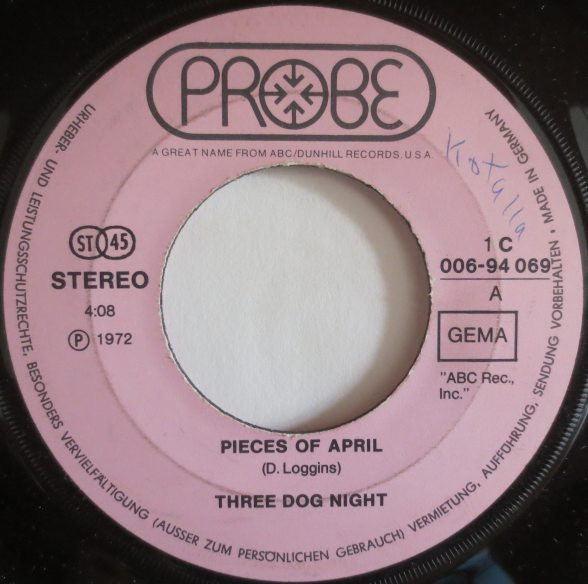 PROBE
A GREAT NAME FROM ABC/DUNHILL RECORDS, U.S.A.
Kotulla
ST 45
STEREO
4:08
Ⓟ 1972
1 C
006-94 069
A
GEMA
"ABC Rec.,
Inc."
PIECES OF APRIL
(D. Loggins)
THREE DOG NIGHT
URHEBER- UND LEISTUNGSSCHUTZRECHTE, BESONDERS VERVIELFÄLTIGUNG (AUSSER ZUM PERSÖNLICHEN GEBRAUCH) VERMIETUNG, AUFFÜHRUNG, SENDUNG VORBEHALTEN • MADE IN GERMANY